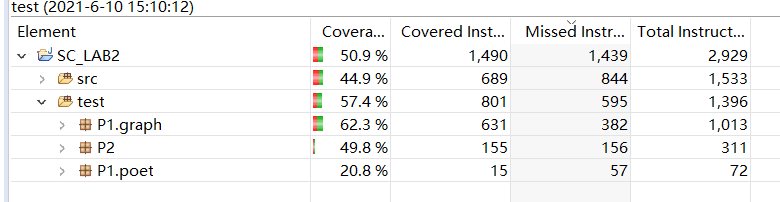 test (2021-6-10 15:10:12)
Element Covera... Covered Inst... Missed Instr... Total Instruct...
SC_LAB2 50.9 % 1,490 1,439 2,929
src 44.9 % 689 844 1,533
test 57.4 % 801 595 1,396
P1.graph 62.3 % 631 382 1,013
P2 49.8 % 155 156 311
P1.poet 20.8 % 15 57 72